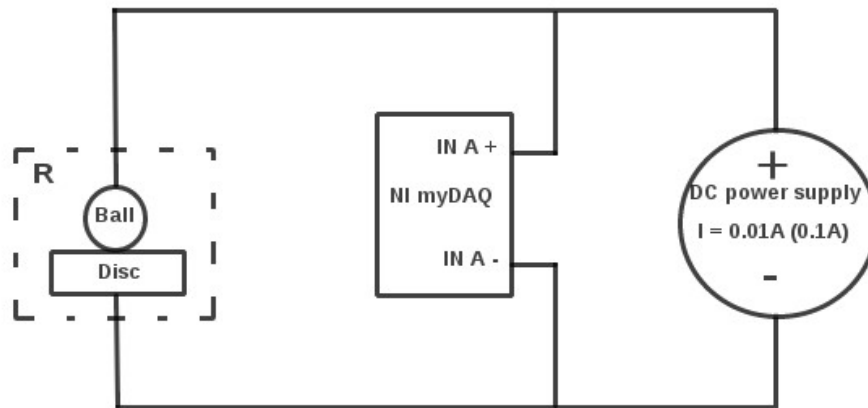 R
Ball
Disc
IN A +
NI myDAQ
IN A -
+
DC power supply
I = 0.01A (0.1A)
-